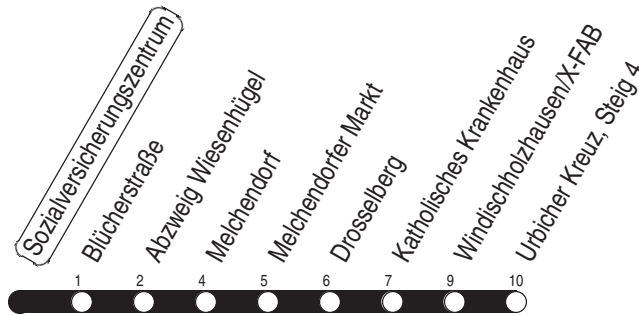 Sozialversicherungszentrum
Blücherstraße
Abzweig Wiesenhügel
Melchendorf
Melchendorfer Markt
Drosselberg
Katholisches Krankenhaus
Windischholzhausen/X-FAB
Urbicher Kreuz, Steig 4
1 2 4 5 6 7 9 10